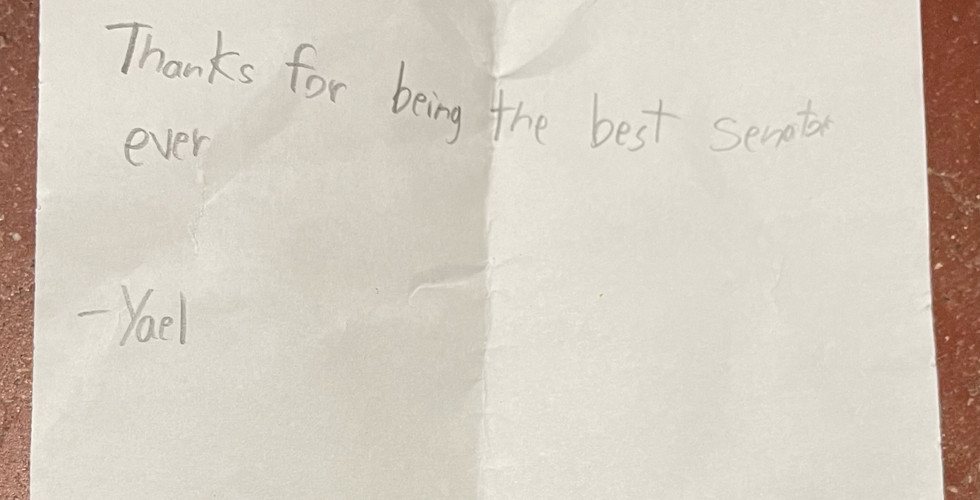 Thanks for being the best Senator
ever
-Yael